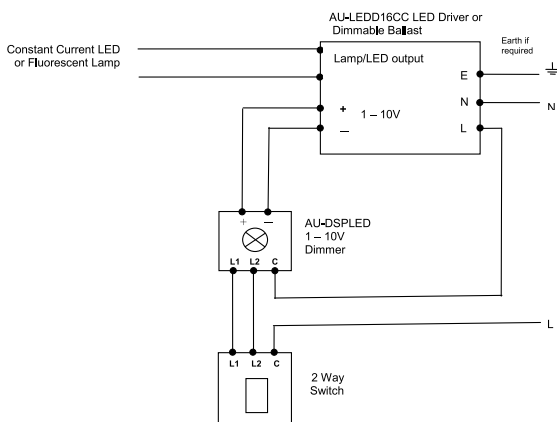 AU-LEDD16CC LED Driver or
Dimmable Ballast
Constant Current LED
or Fluorescent Lamp
Lamp/LED output
Earth if
required
E
N
N
+
1 – 10V
–
L
+ –
AU-DSPLED
1 – 10V
Dimmer
L1 L2 C
L
L1 L2 C
2 Way
Switch